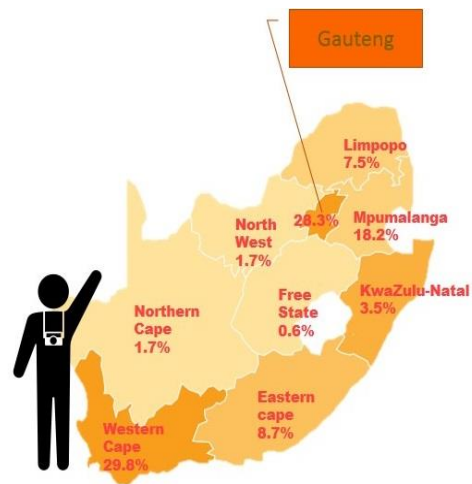 Gauteng
Limpopo
7.5%
28.3%
Mpumalanga
18.2%
North
West
1.7%
KwaZulu-Natal
3.5%
Free
State
0.6%
Northern
Cape
1.7%
Eastern
cape
8.7%
Western
Cape
29.8%